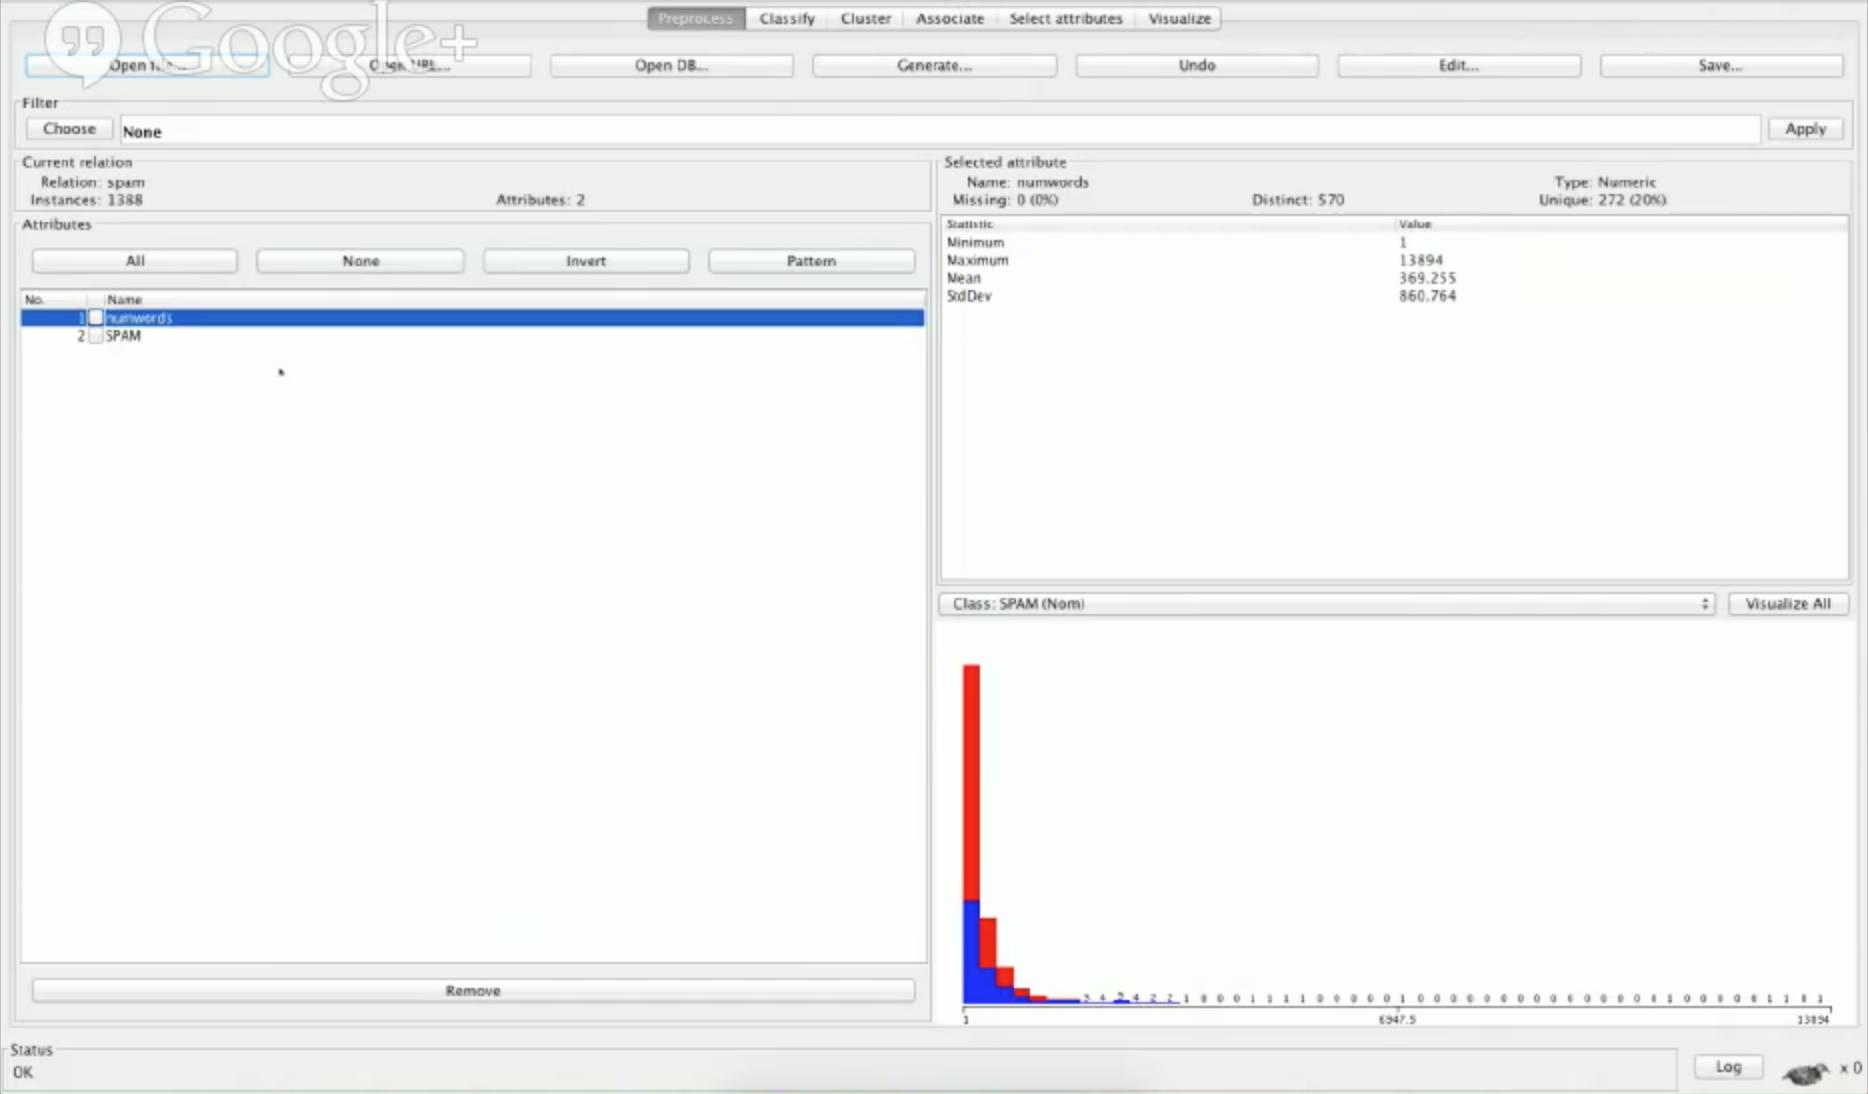 Google+
Preprocess Classify Cluster Associate Select attributes Visualize
Open DB... Generate... Undo Edit... Save...
Filter
Choose None Apply
Current relation
Relation: spam
Instances: 1388 Attributes: 2
Attributes
All None Invert Pattern
No. Name
1 numwords
2 SPAM
Remove
Selected attribute
Name: numwords Type: Numeric
Missing: 0 (0%) Distinct: 570 Unique: 272 (20%)
Statistic Value
Minimum 1
Maximum 13894
Mean 369.255
StdDev 860.764
Class: SPAM (Nom) Visualize All
1 6947.5 13894
Status
OK
Log x 0